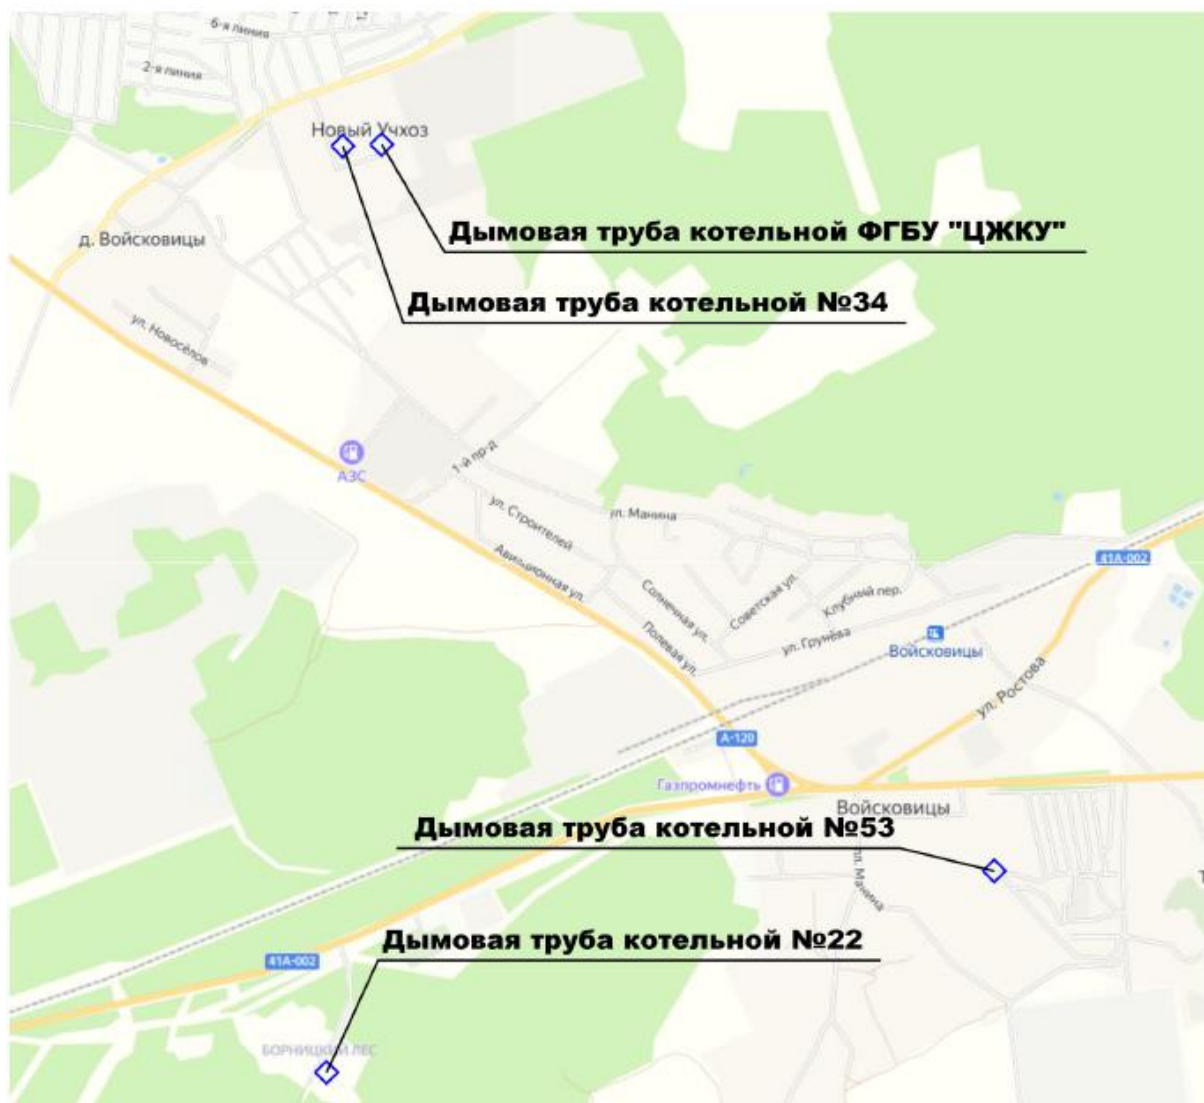 6-я линия
2-я линия
Новый Учхоз
д. Войсковицы
Дымовая труба котельной ФГБУ "ЦЖКУ"
Дымовая труба котельной №34
ул. Новосёлов
АЗС
1-й пр-д
ул. Строителей
ул. Манина
Авиационная ул.
41А-002
Солнечная ул.
Советская ул.
Клубный пер.
Полевая ул.
ул. Грунёва
Войсковицы
ул. Ростова
А-120
Газпромнефть
Войсковицы
Дымовая труба котельной №53
ул. Манина
Дымовая труба котельной №22
41А-002
БОРНИЦКИЙ ЛЕС